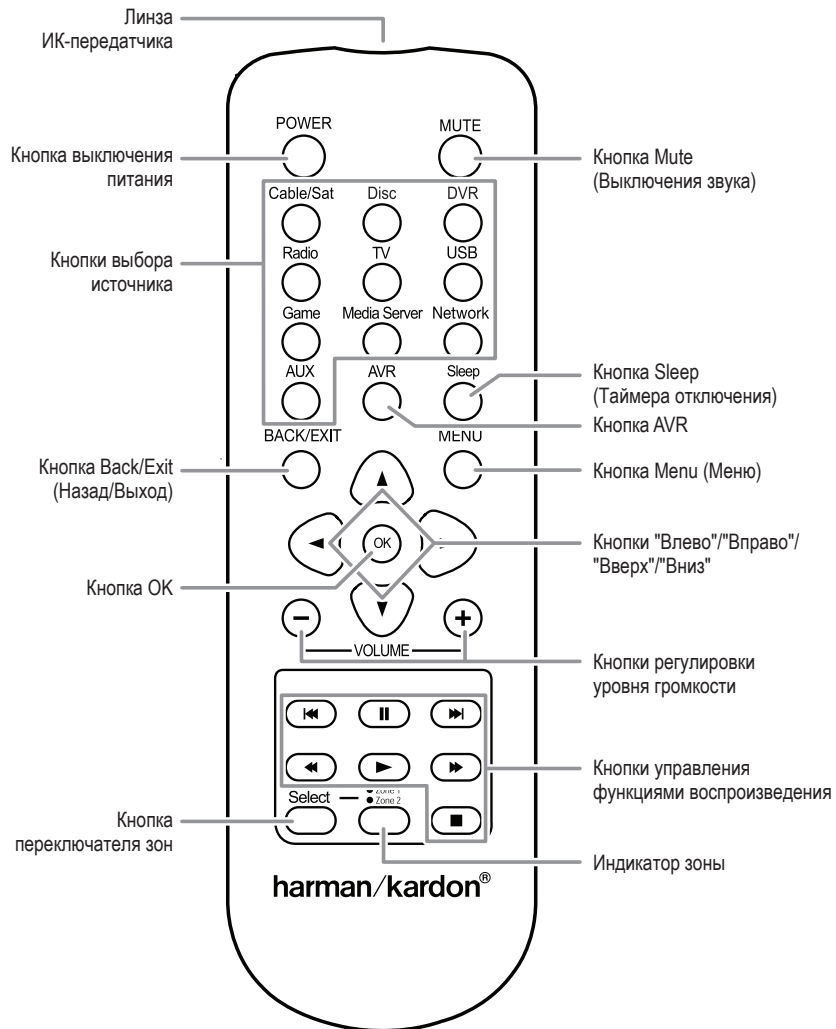 Линза
ИК-передатчика
POWER
MUTE
Кнопка выключения
питания
Кнопка Mute
(Выключения звука)
Cable/Sat
Disc
DVR
Кнопки выбора
источника
Radio
TV
USB
Game
Media Server
Network
AUX
AVR
Sleep
Кнопка Sleep
(Таймера отключения)
Кнопка AVR
BACK/EXIT
MENU
Кнопка Back/Exit
(Назад/Выход)
Кнопка Menu (Меню)
OK
Кнопки "Влево"/"Вправо"/
"Вверх"/"Вниз"
Кнопка OK
VOLUME
Кнопки регулировки
уровня громкости
Кнопки управления
функциями воспроизведения
Zone 1
Select
Zone 2
Кнопка
переключателя зон
Индикатор зоны
harman/kardon®